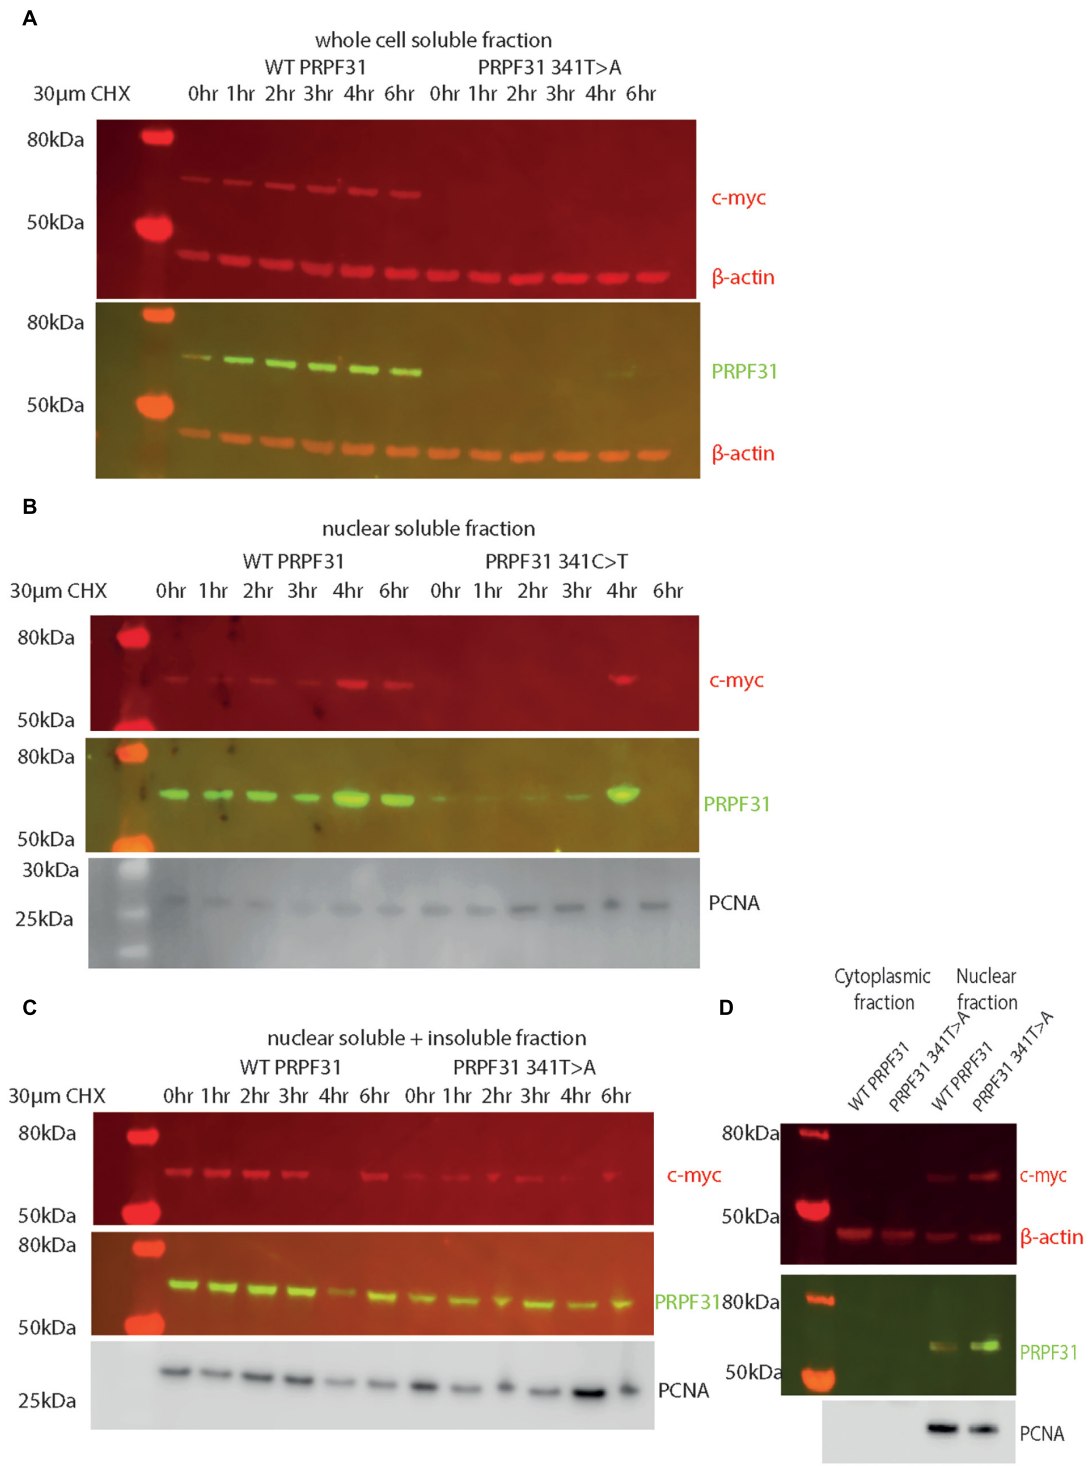 A
whole cell soluble fraction
WT PRPF31 PRPF31 341T>A
30µm CHX 0hr 1hr 2hr 3hr 4hr 6hr 0hr 1hr 2hr 3hr 4hr 6hr
80kDa
c-myc
50kDa
β-actin
80kDa
PRPF31
50kDa
β-actin
B
nuclear soluble fraction
WT PRPF31 PRPF31 341C>T
30µm CHX 0hr 1hr 2hr 3hr 4hr 6hr 0hr 1hr 2hr 3hr 4hr 6hr
80kDa
c-myc
50kDa
80kDa
PRPF31
50kDa
30kDa
PCNA
25kDa
C
nuclear soluble + insoluble fraction
WT PRPF31 PRPF31 341T>A
30µm CHX 0hr 1hr 2hr 3hr 4hr 6hr 0hr 1hr 2hr 3hr 4hr 6hr
80kDa
c-myc
50kDa
80kDa
PRPF31
50kDa
PCNA
25kDa
D
Cytoplasmic fraction
Nuclear fraction
WT PRPF31
PRPF31 341T>A
WT PRPF31
PRPF31 341T>A
80kDa
c-myc
50kDa
β-actin
80kDa
PRPF31
50kDa
PCNA